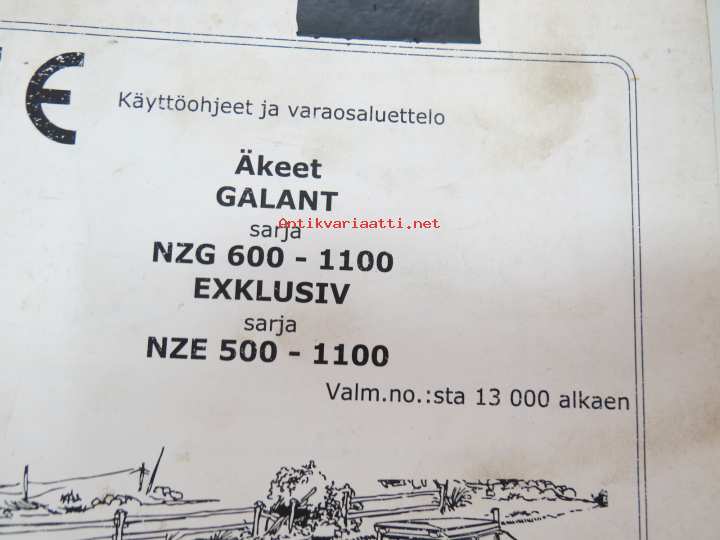 CE
Käyttöohjeet ja varaosaluettelo
Äkeet
GALANT
Antikvariaatti.net
sarja
NZG 600 - 1100
EXKLUSIV
sarja
NZE 500 - 1100
Valm.no.:sta 13 000 alkaen